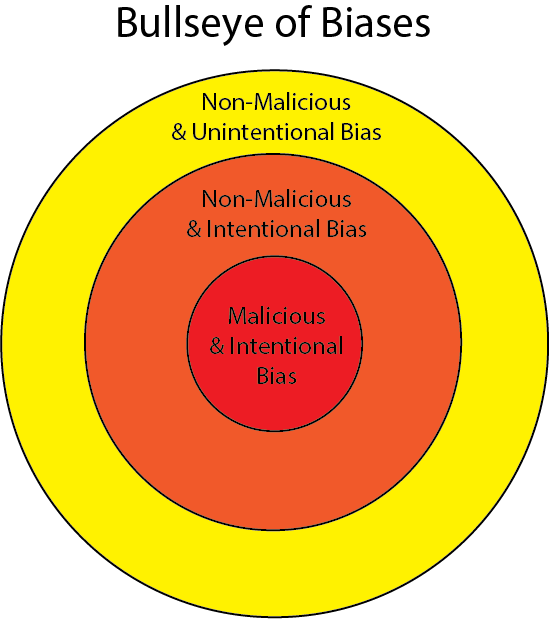 Bullseye of Biases
Non-Malicious
& Unintentional Bias
Non-Malicious
& Intentional Bias
Malicious
& Intentional
Bias